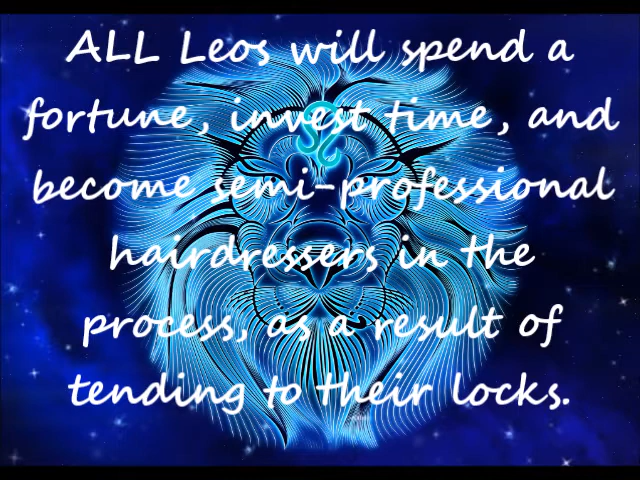 ALL Leos will spend a
fortune, invest time, and
become semi-professional
hairdressers in the
process, as a result of
tending to their locks.